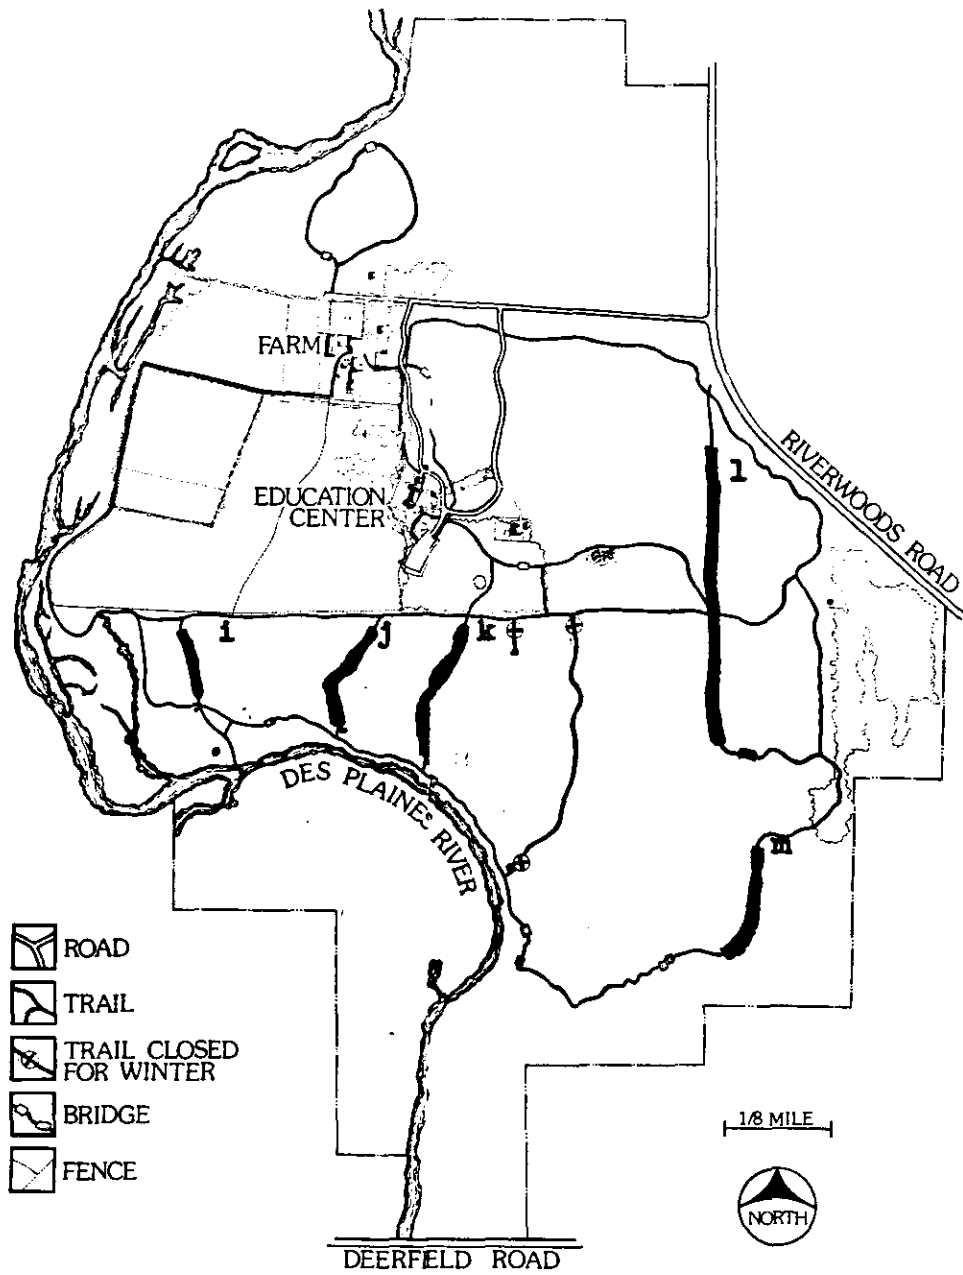 FARM
EDUCATION
CENTER
RIVERWOODS ROAD
l
i
j
k
m
DES PLAINES RIVER
ROAD
TRAIL
TRAIL CLOSED
FOR WINTER
BRIDGE
FENCE
1/8 MILE
NORTH
DEERFIELD ROAD